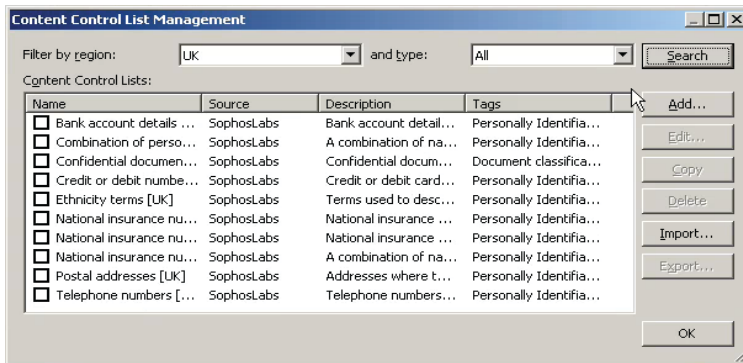 Content Control List Management
Filter by region: UK and type: All Search
Content Control Lists:
Name Source Description Tags
Bank account details ... SophosLabs Bank account detail... Personally Identifia...
Combination of perso... SophosLabs A combination of na... Personally Identifia...
Confidential documen... SophosLabs Confidential docum... Document classifica...
Credit or debit numbe... SophosLabs Credit or debit card... Personally Identifia...
Ethnicity terms [UK] SophosLabs Terms used to desc... Personally Identifia...
National insurance nu... SophosLabs National insurance ... Personally Identifia...
National insurance nu... SophosLabs National insurance ... Personally Identifia...
National insurance nu... SophosLabs A combination of na... Personally Identifia...
Postal addresses [UK] SophosLabs Addresses where t... Personally Identifia...
Telephone numbers [... SophosLabs Telephone numbers... Personally Identifia...
Add...
Edit...
Copy
Delete
Import...
Export...
OK